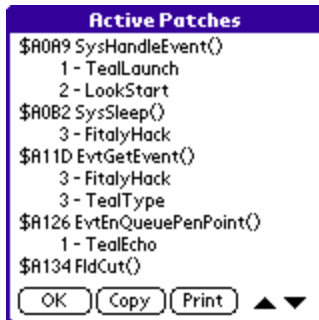 Active Patches
$A0A9 SysHandleEvent()
1 - TealLaunch
2 - LookStart
$A0B2 SysSleep()
3 - FitalyHack
$A11D EvtGetEvent()
3 - FitalyHack
3 - TealType
$A126 EvtEnQueuePenPoint()
1 - TealEcho
$A134 FldCut()
OK Copy Print